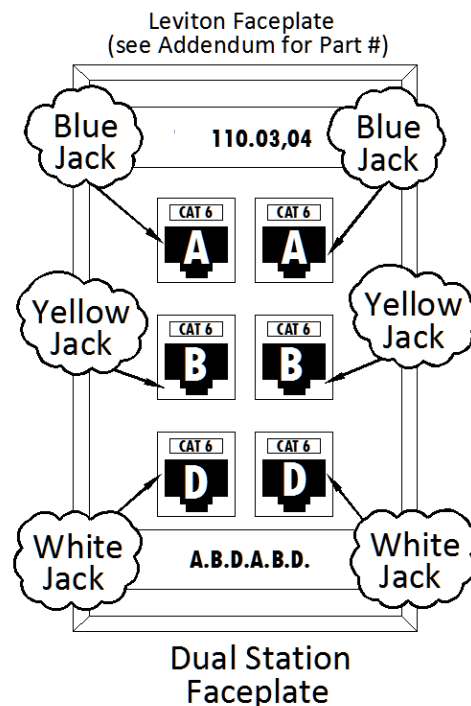 Leviton Faceplate
(see Addendum for Part #)
Blue
Jack
110.03,04
Blue
Jack
CAT 6
CAT 6
A
A
Yellow
Jack
CAT 6
CAT 6
B
B
Yellow
Jack
CAT 6
CAT 6
D
D
White
Jack
A.B.D.A.B.D.
White
Jack
Dual Station
Faceplate